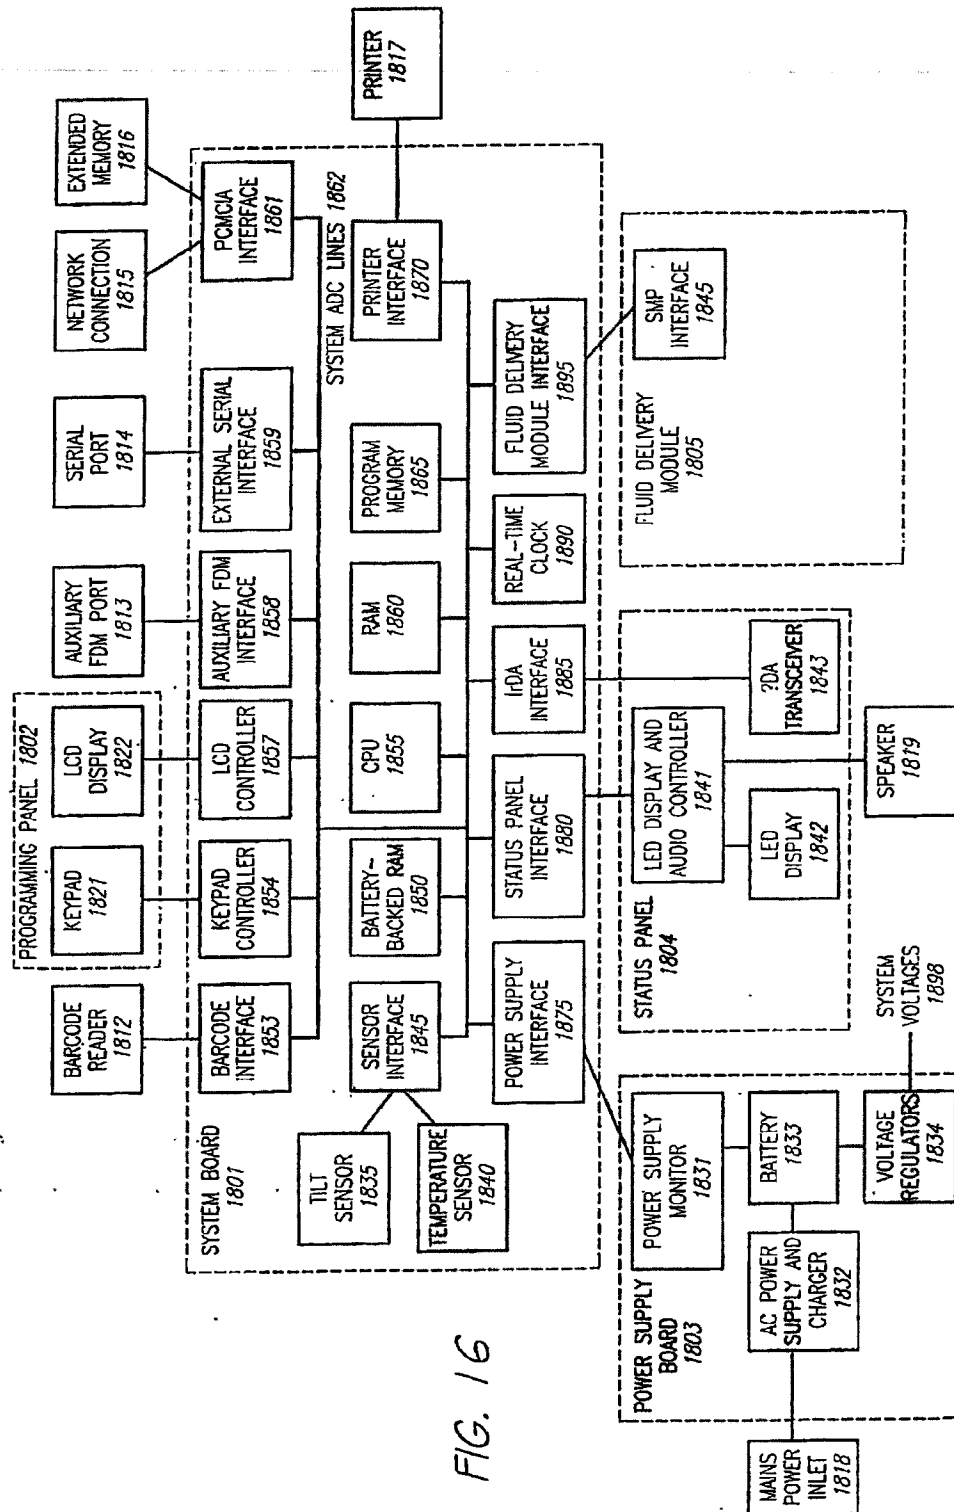 PRINTER
1817
EXTENDED
MEMORY
1816
NETWORK
CONNECTION
1815
SERIAL
PORT
1814
AUXILIARY
FDM PORT
1813
PROGRAMMING PANEL 1802
LCD
DISPLAY
1822
KEYPAD
1821
BARCODE
READER
1812
SYSTEM BOARD
1801
BARCODE
INTERFACE
1853
KEYPAD
CONTROLLER
1854
LCD
CONTROLLER
1857
AUXILIARY FDM
INTERFACE
1858
EXTERNAL SERIAL
INTERFACE
1859
PCMCIA
INTERFACE
1861
SYSTEM ADC LINES 1862
TILT
SENSOR
1835
TEMPERATURE
SENSOR
1840
SENSOR
INTERFACE
1845
BATTERY-
BACKED RAM
1850
CPU
1855
RAM
1860
PROGRAM
MEMORY
1865
PRINTER
INTERFACE
1870
POWER SUPPLY
INTERFACE
1875
STATUS PANEL
INTERFACE
1880
IrDA
INTERFACE
1885
REAL-TIME
CLOCK
1890
FLUID DELIVERY
MODULE INTERFACE
1895
POWER SUPPLY
BOARD
1803
POWER SUPPLY
MONITOR
1831
BATTERY
1833
AC POWER
SUPPLY AND
CHARGER
1832
VOLTAGE
REGULATORS
1834
SYSTEM
VOLTAGES
1898
MAINS
POWER
INLET
1818
STATUS PANEL
1804
LED DISPLAY AND
AUDIO CONTROLLER
1841
LED
DISPLAY
1842
?DA
TRANSCEIVER
1843
SPEAKER
1819
FLUID DELIVERY
MODULE
1805
SMP
INTERFACE
1845
FIG. 16